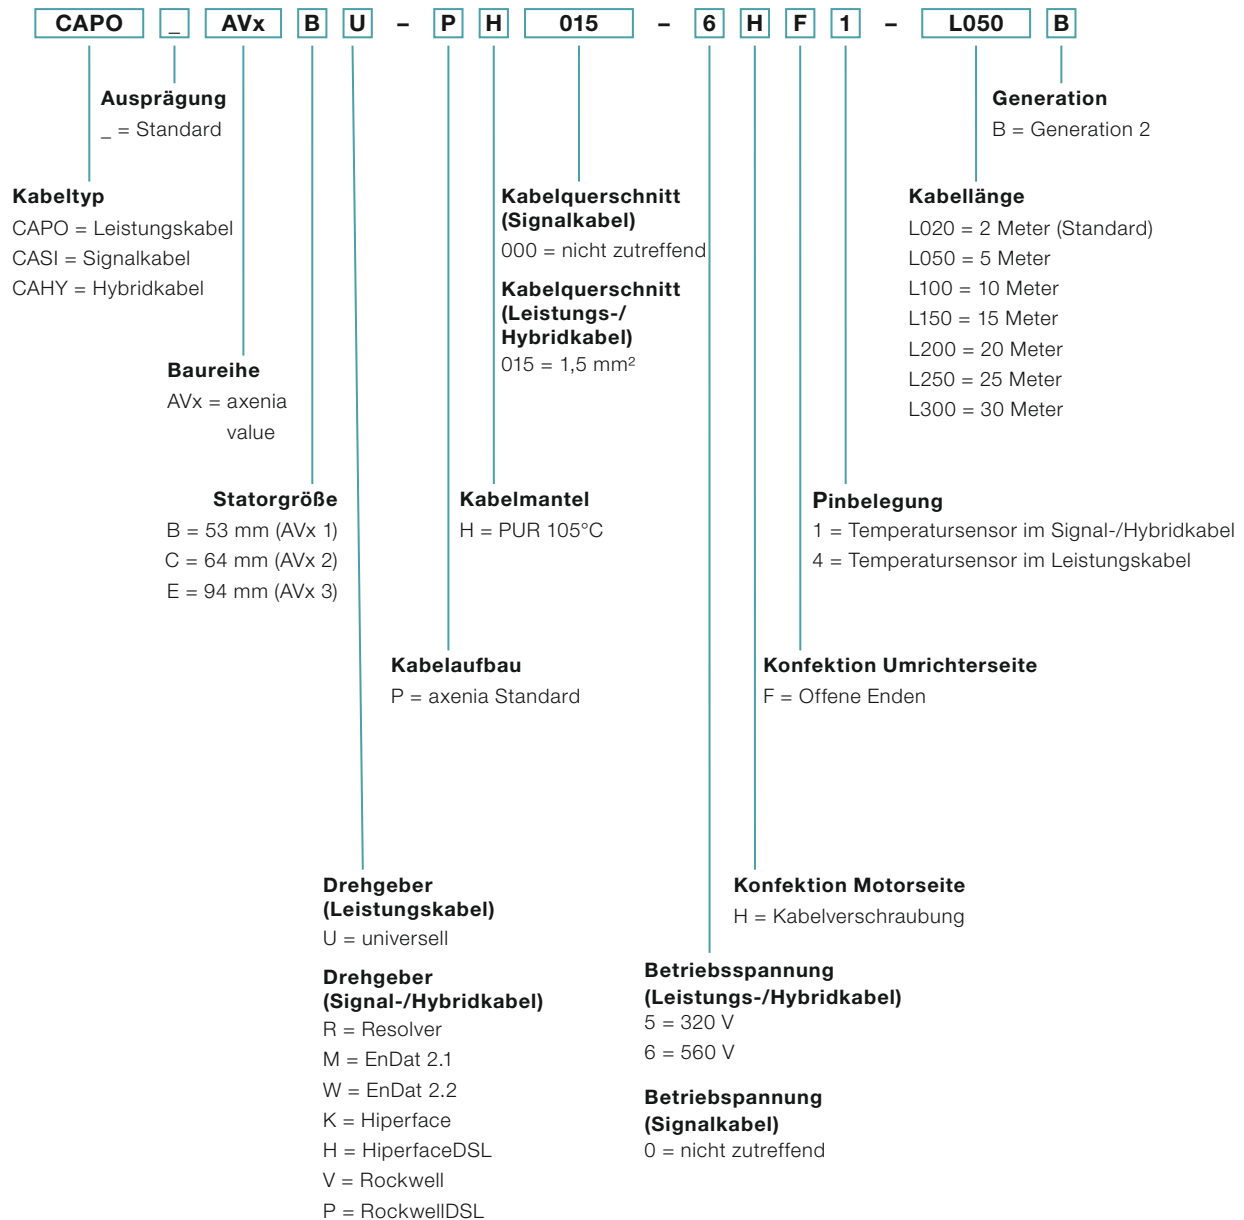 CAPO _ AVx B U – P H 015 – 6 H F 1 – L050 B
Ausprägung
_ = Standard
Generation
B = Generation 2
Kabeltyp
CAPO = Leistungskabel
CASI = Signalkabel
CAHY = Hybridkabel
Kabelquerschnitt
(Signalkabel)
000 = nicht zutreffend
Kabelquerschnitt
(Leistungs-/
Hybridkabel)
015 = 1,5 mm²
Kabellänge
L020 = 2 Meter (Standard)
L050 = 5 Meter
L100 = 10 Meter
L150 = 15 Meter
L200 = 20 Meter
L250 = 25 Meter
L300 = 30 Meter
Baureihe
AVx = axenia
value
Statorgröße
B = 53 mm (AVx 1)
C = 64 mm (AVx 2)
E = 94 mm (AVx 3)
Kabelmantel
H = PUR 105°C
Pinbelegung
1 = Temperatursensor im Signal-/Hybridkabel
4 = Temperatursensor im Leistungskabel
Kabelaufbau
P = axenia Standard
Konfektion Umrichterseite
F = Offene Enden
Drehgeber
(Leistungskabel)
U = universell
Drehgeber
(Signal-/Hybridkabel)
R = Resolver
M = EnDat 2.1
W = EnDat 2.2
K = Hiperface
H = HiperfaceDSL
V = Rockwell
P = RockwellDSL
Konfektion Motorseite
H = Kabelverschraubung
Betriebsspannung
(Leistungs-/Hybridkabel)
5 = 320 V
6 = 560 V
Betriebspannung
(Signalkabel)
0 = nicht zutreffend